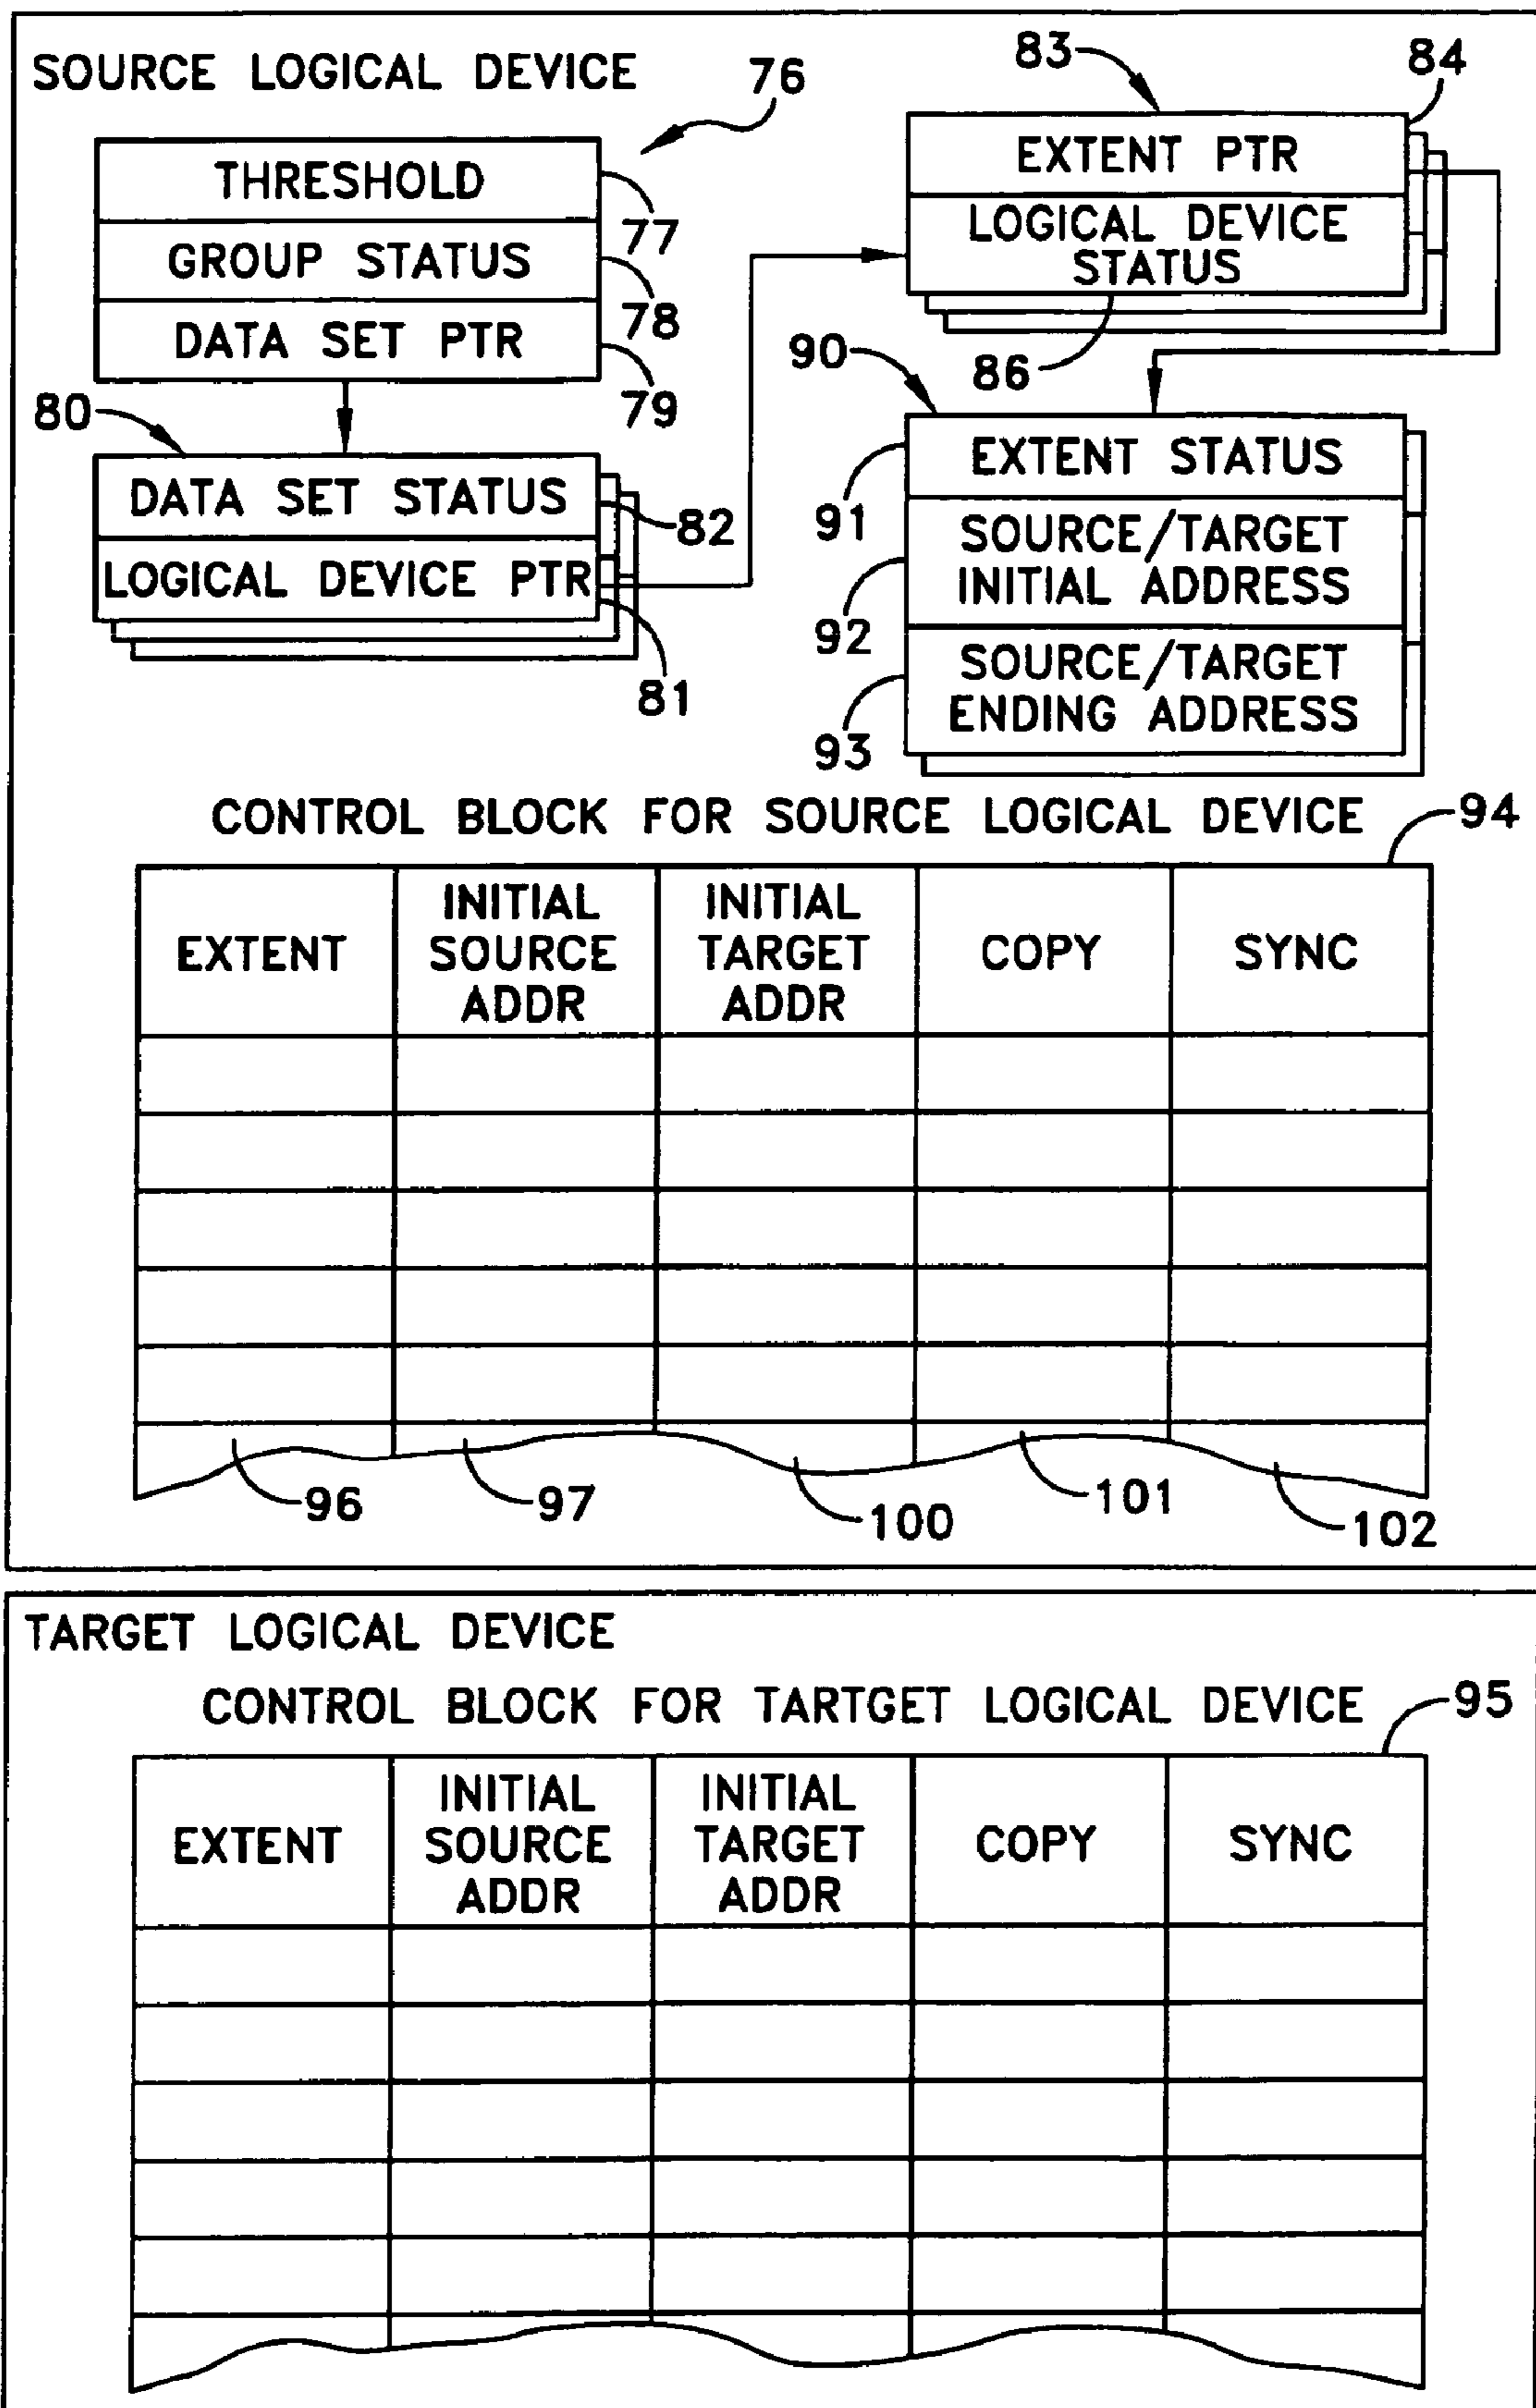 SOURCE LOGICAL DEVICE
76
THRESHOLD
77
GROUP STATUS
78
DATA SET PTR
79
80
DATA SET STATUS
82
LOGICAL DEVICE PTR
81
83
84
EXTENT PTR
LOGICAL DEVICE
STATUS
86
90
EXTENT STATUS
91
SOURCE/TARGET
INITIAL ADDRESS
92
SOURCE/TARGET
ENDING ADDRESS
93
CONTROL BLOCK FOR SOURCE LOGICAL DEVICE
94
EXTENT
INITIAL
SOURCE
ADDR
INITIAL
TARGET
ADDR
COPY
SYNC
96
97
100
101
102
TARGET LOGICAL DEVICE
CONTROL BLOCK FOR TARTGET LOGICAL DEVICE
95
EXTENT
INITIAL
SOURCE
ADDR
INITIAL
TARGET
ADDR
COPY
SYNC